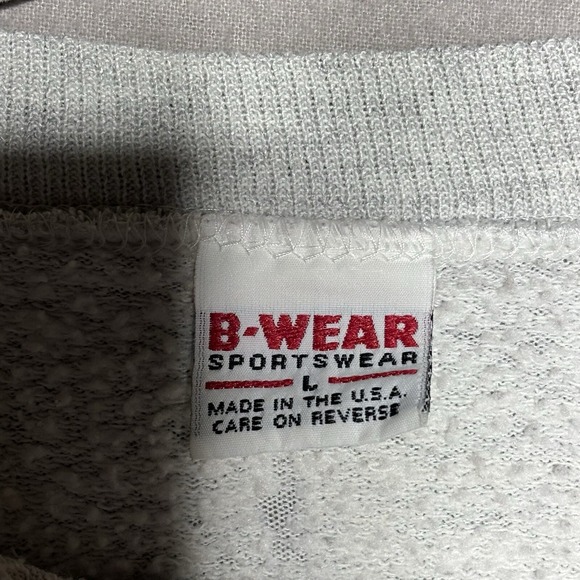 B-WEAR
SPORTSWEAR
L
MADE IN THE U.S.A.
CARE ON REVERSE